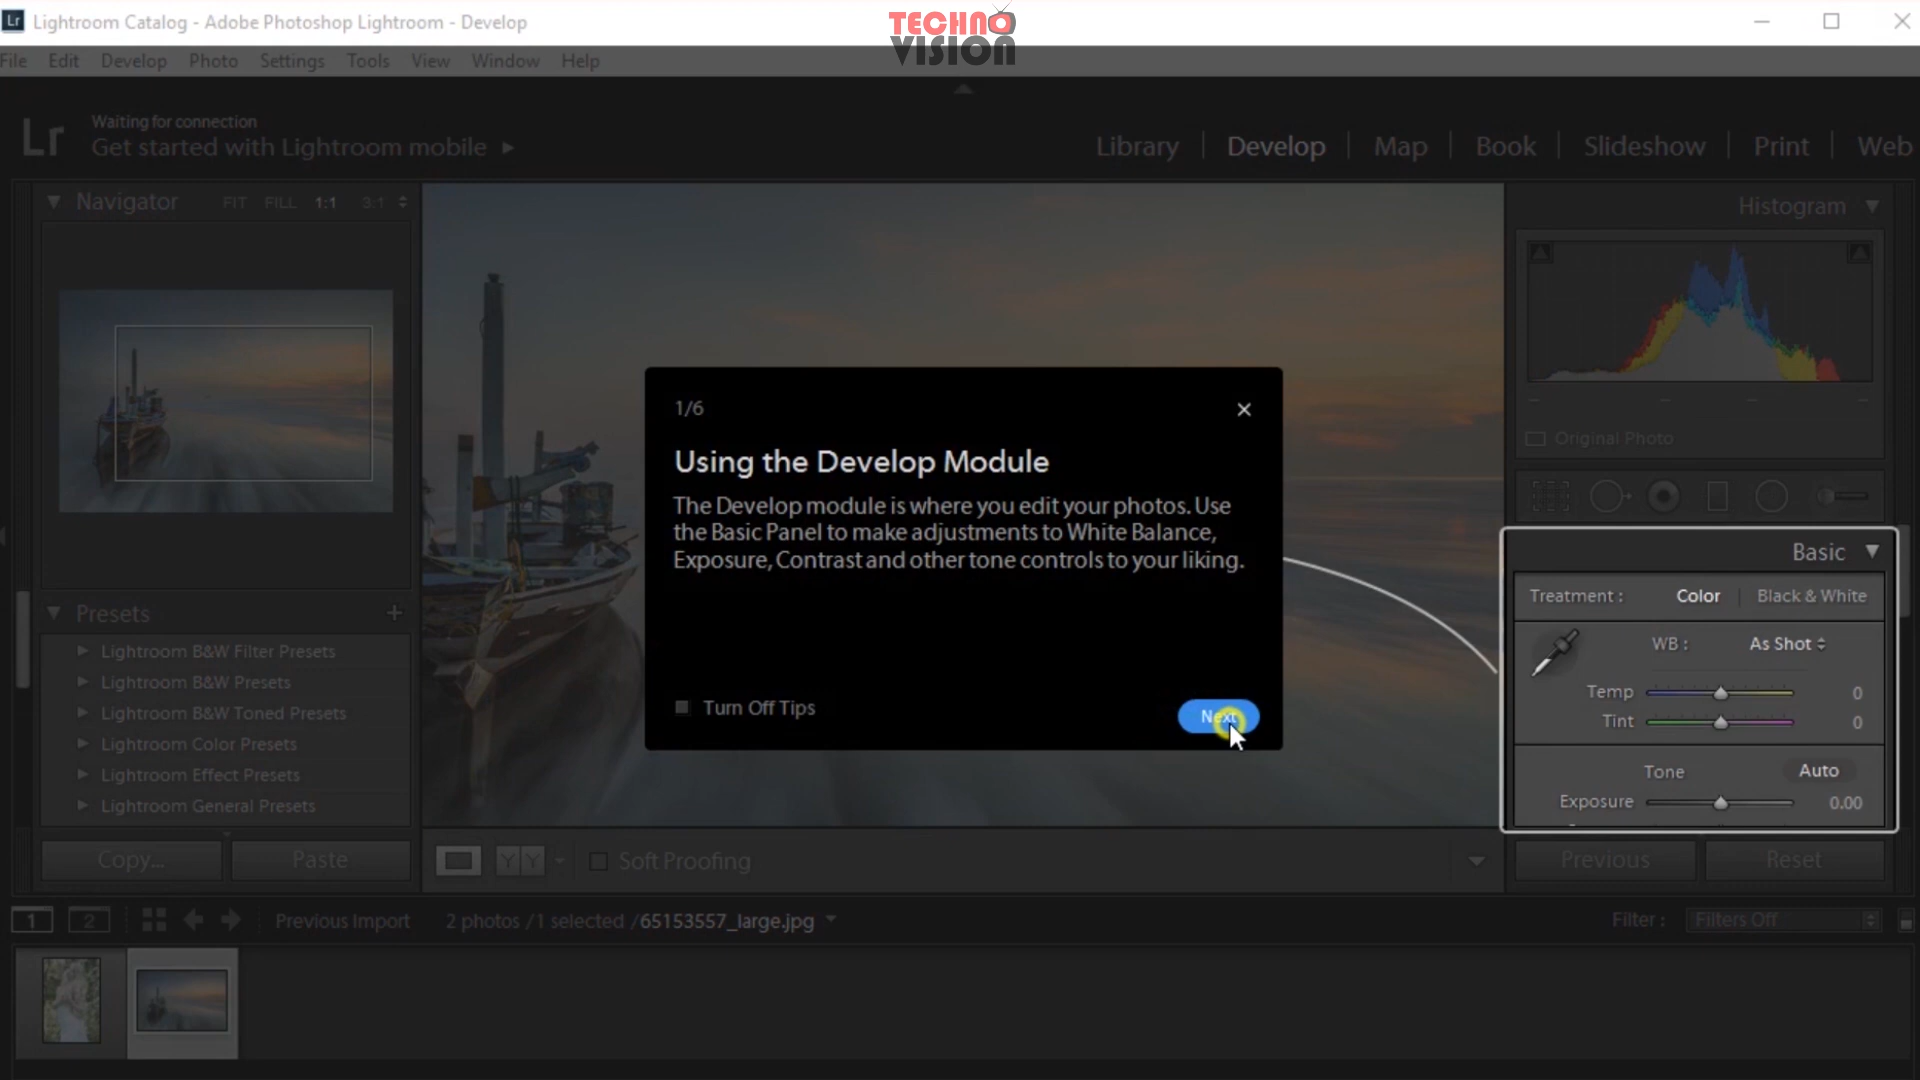 Lr Lightroom Catalog - Adobe Photoshop Lightroom - Develop
TECHNO
VISION
File Edit Develop Photo Settings Tools View Window Help
Lr
Waiting for connection
Get started with Lightroom mobile
Library Develop Map Book Slideshow Print Web
Navigator FIT FILL 1:1 3:1
Histogram
Original Photo
1/6
Using the Develop Module
The Develop module is where you edit your photos. Use
the Basic Panel to make adjustments to White Balance,
Exposure, Contrast and other tone controls to your liking.
Turn Off Tips
Next
Basic
Treatment : Color Black & White
WB : As Shot
Temp 0
Tint 0
Tone Auto
Exposure 0.00
Presets
Lightroom B&W Filter Presets
Lightroom B&W Presets
Lightroom B&W Toned Presets
Lightroom Color Presets
Lightroom Effect Presets
Lightroom General Presets
Copy... Paste
YY Soft Proofing
Previous Reset
1 2 Previous Import 2 photos /1 selected /65153557_large.jpg
Filter : Filters Off